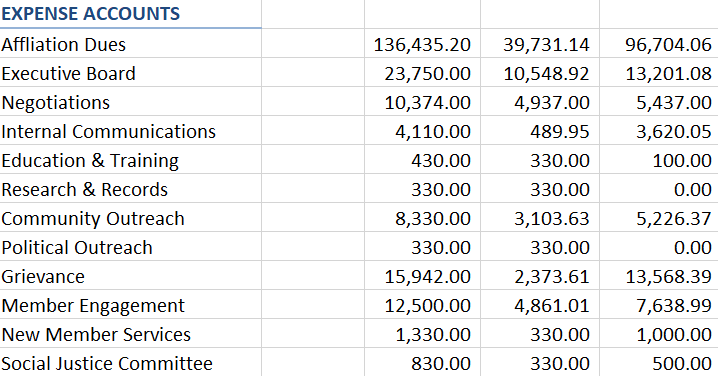 EXPENSE ACCOUNTS
Affliation Dues 136,435.20 39,731.14 96,704.06
Executive Board 23,750.00 10,548.92 13,201.08
Negotiations 10,374.00 4,937.00 5,437.00
Internal Communications 4,110.00 489.95 3,620.05
Education & Training 430.00 330.00 100.00
Research & Records 330.00 330.00 0.00
Community Outreach 8,330.00 3,103.63 5,226.37
Political Outreach 330.00 330.00 0.00
Grievance 15,942.00 2,373.61 13,568.39
Member Engagement 12,500.00 4,861.01 7,638.99
New Member Services 1,330.00 330.00 1,000.00
Social Justice Committee 830.00 330.00 500.00